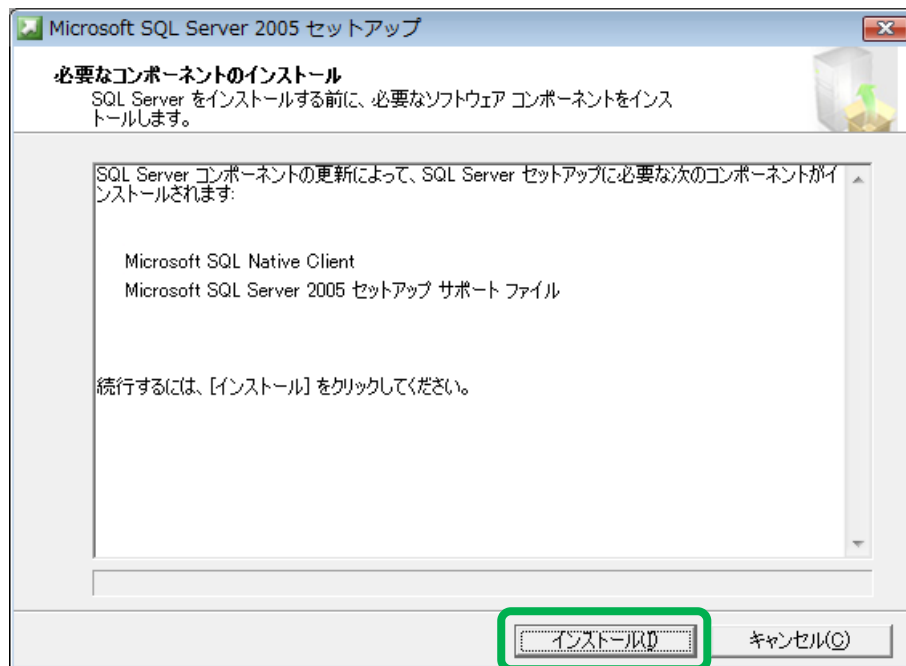 Microsoft SQL Server 2005 セットアップ
必要なコンポーネントのインストール
SQL Server をインストールする前に、必要なソフトウェア コンポーネントをインス
トールします。
SQL Server コンポーネントの更新によって、SQL Server セットアップに必要な次のコンポーネントがイ
ンストールされます:
Microsoft SQL Native Client
Microsoft SQL Server 2005 セットアップ サポート ファイル
続行するには、[インストール] をクリックしてください。
インストール(I)
キャンセル(C)